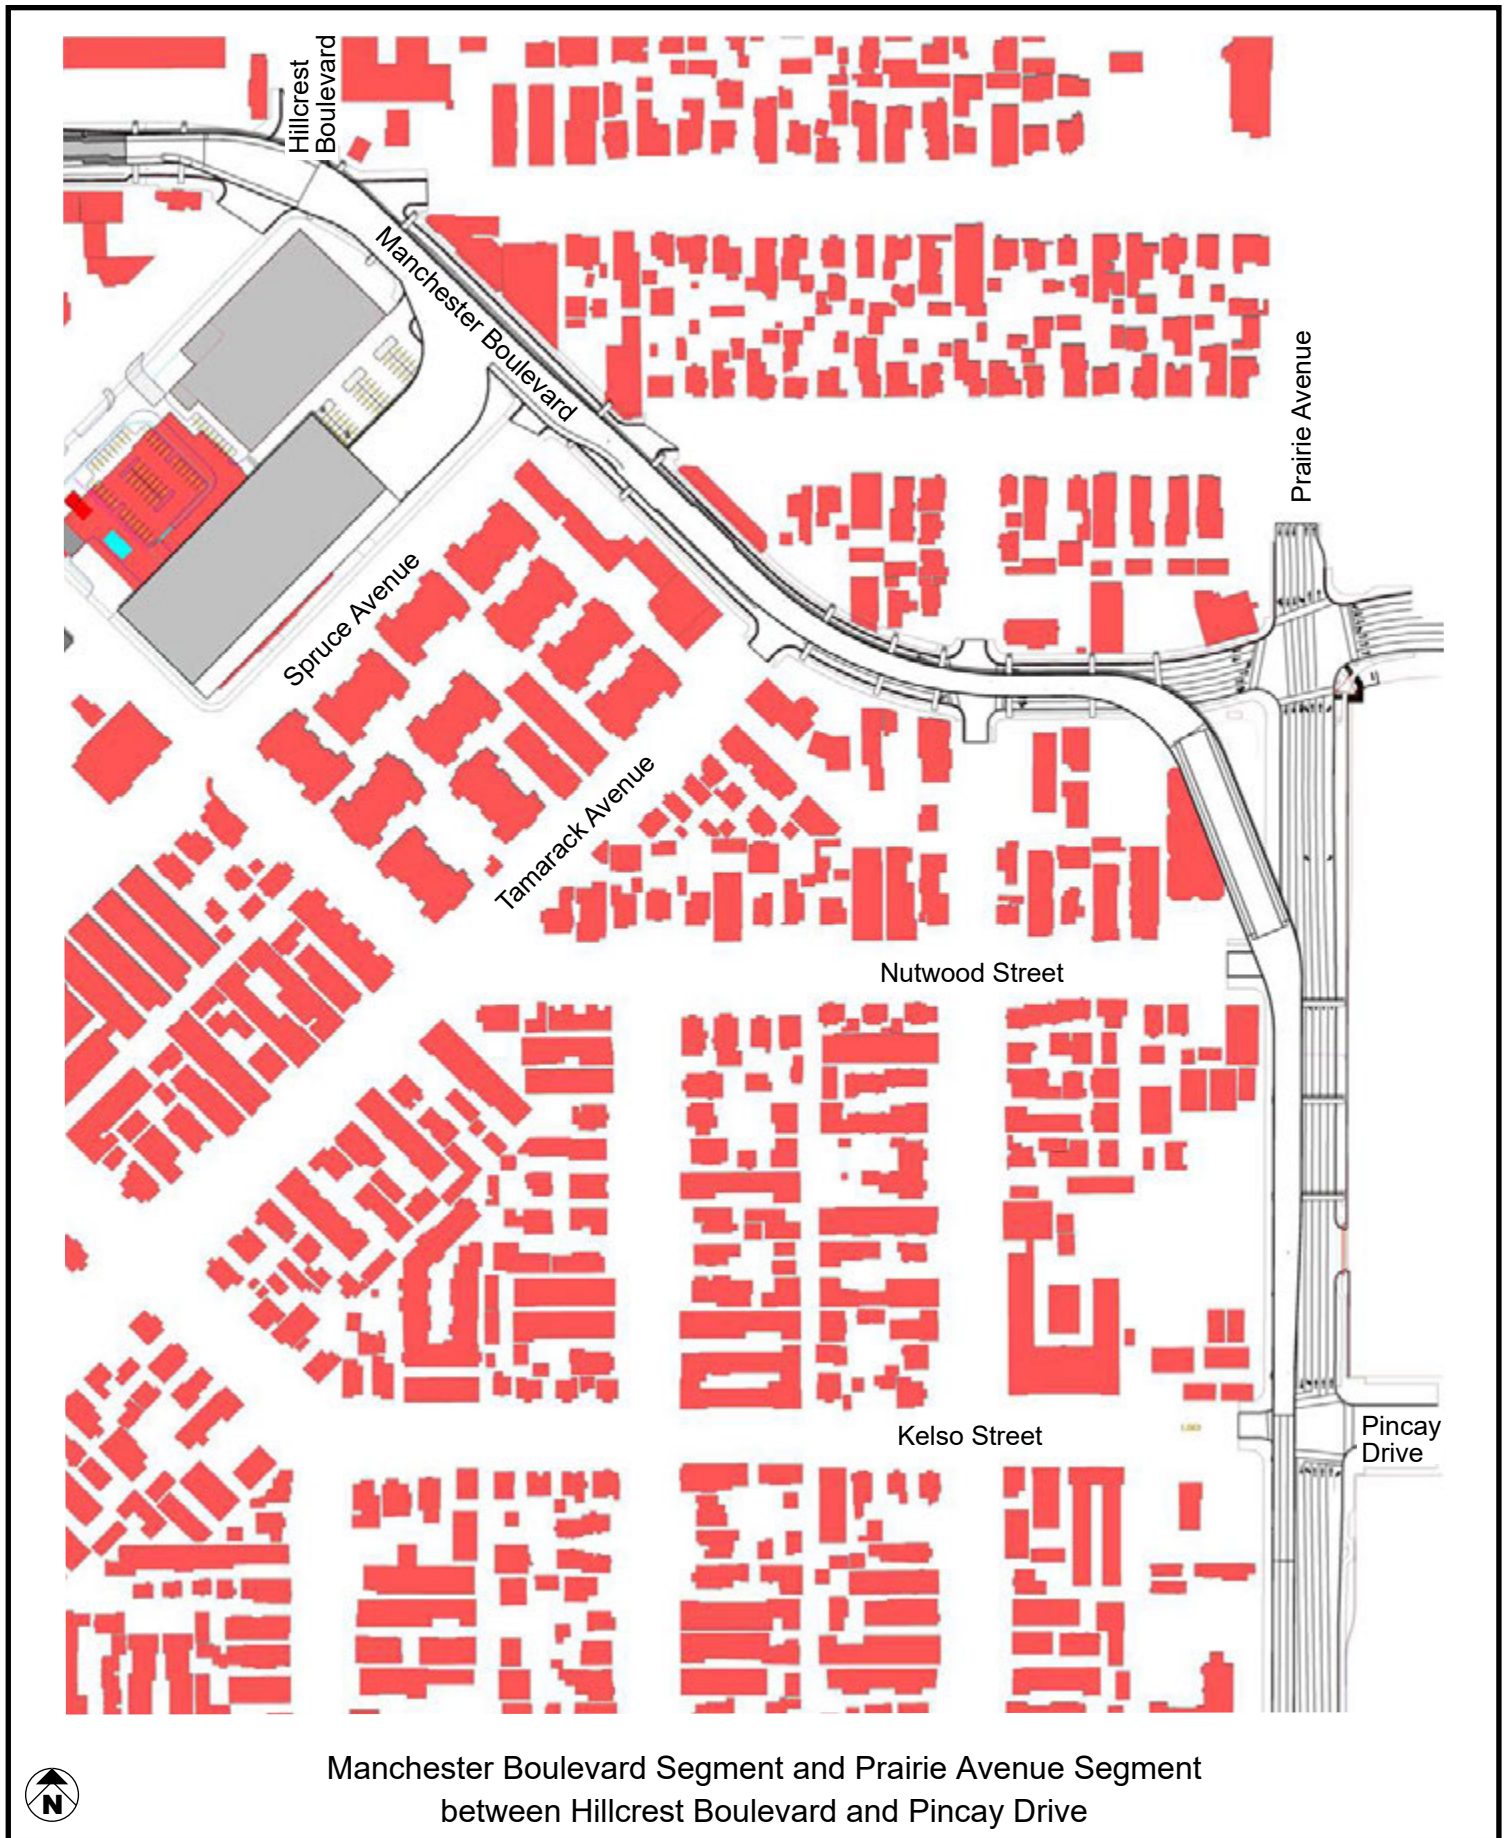 Hillcrest
Boulevard
Manchester Boulevard
Prairie Avenue
Spruce Avenue
Tamarack Avenue
Nutwood Street
Kelso Street
Pincay
Drive
N
Manchester Boulevard Segment and Prairie Avenue Segment
between Hillcrest Boulevard and Pincay Drive